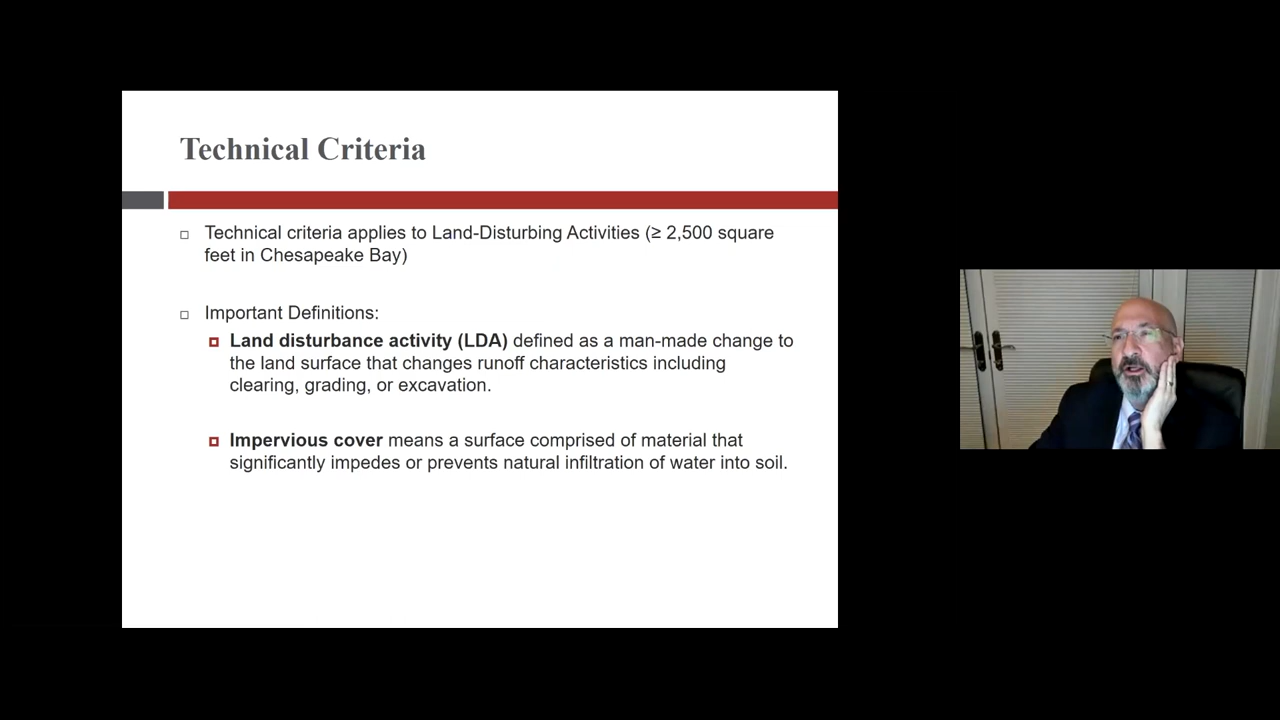 Technical Criteria
Technical criteria applies to Land-Disturbing Activities (≥ 2,500 square
feet in Chesapeake Bay)
Important Definitions:
Land disturbance activity (LDA) defined as a man-made change to
the land surface that changes runoff characteristics including
clearing, grading, or excavation.
Impervious cover means a surface comprised of material that
significantly impedes or prevents natural infiltration of water into soil.